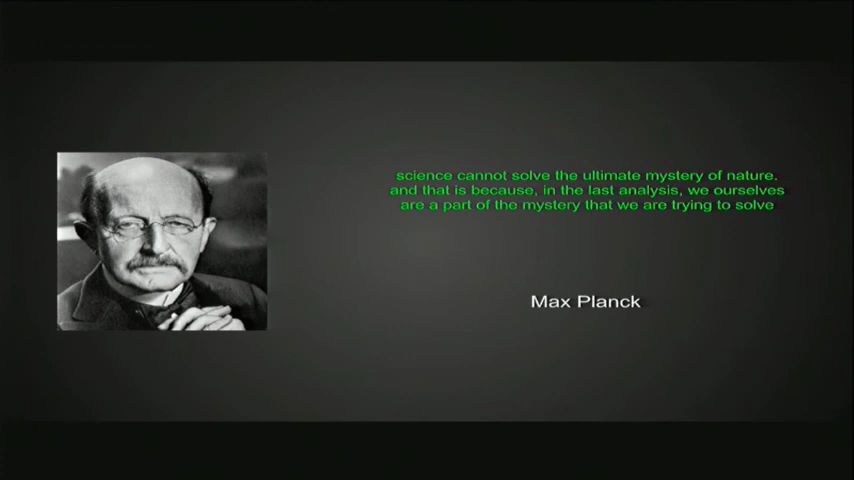 science cannot solve the ultimate mystery of nature.
and that is because, in the last analysis, we ourselves
are a part of the mystery that we are trying to solve
Max Planck